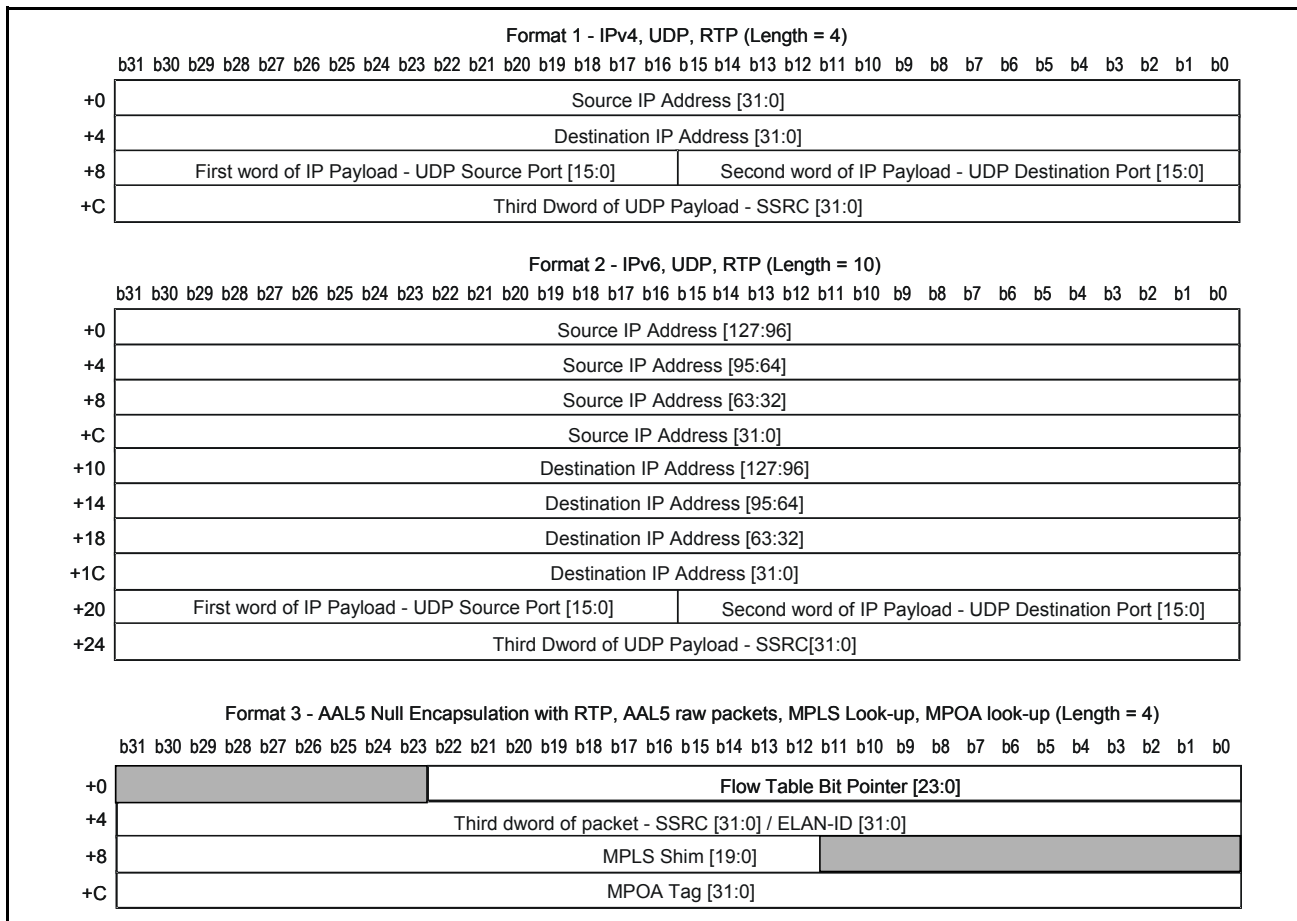 Format 1 - IPv4, UDP, RTP (Length = 4)
b31 b30 b29 b28 b27 b26 b25 b24 b23 b22 b21 b20 b19 b18 b17 b16 b15 b14 b13 b12 b11 b10 b9 b8 b7 b6 b5 b4 b3 b2 b1 b0
+0 Source IP Address [31:0]
+4 Destination IP Address [31:0]
+8 First word of IP Payload - UDP Source Port [15:0] Second word of IP Payload - UDP Destination Port [15:0]
+C Third Dword of UDP Payload - SSRC [31:0]
Format 2 - IPv6, UDP, RTP (Length = 10)
b31 b30 b29 b28 b27 b26 b25 b24 b23 b22 b21 b20 b19 b18 b17 b16 b15 b14 b13 b12 b11 b10 b9 b8 b7 b6 b5 b4 b3 b2 b1 b0
+0 Source IP Address [127:96]
+4 Source IP Address [95:64]
+8 Source IP Address [63:32]
+C Source IP Address [31:0]
+10 Destination IP Address [127:96]
+14 Destination IP Address [95:64]
+18 Destination IP Address [63:32]
+1C Destination IP Address [31:0]
+20 First word of IP Payload - UDP Source Port [15:0] Second word of IP Payload - UDP Destination Port [15:0]
+24 Third Dword of UDP Payload - SSRC[31:0]
Format 3 - AAL5 Null Encapsulation with RTP, AAL5 raw packets, MPLS Look-up, MPOA look-up (Length = 4)
b31 b30 b29 b28 b27 b26 b25 b24 b23 b22 b21 b20 b19 b18 b17 b16 b15 b14 b13 b12 b11 b10 b9 b8 b7 b6 b5 b4 b3 b2 b1 b0
+0 Flow Table Bit Pointer [23:0]
+4 Third dword of packet - SSRC [31:0] / ELAN-ID [31:0]
+8 MPLS Shim [19:0]
+C MPOA Tag [31:0]